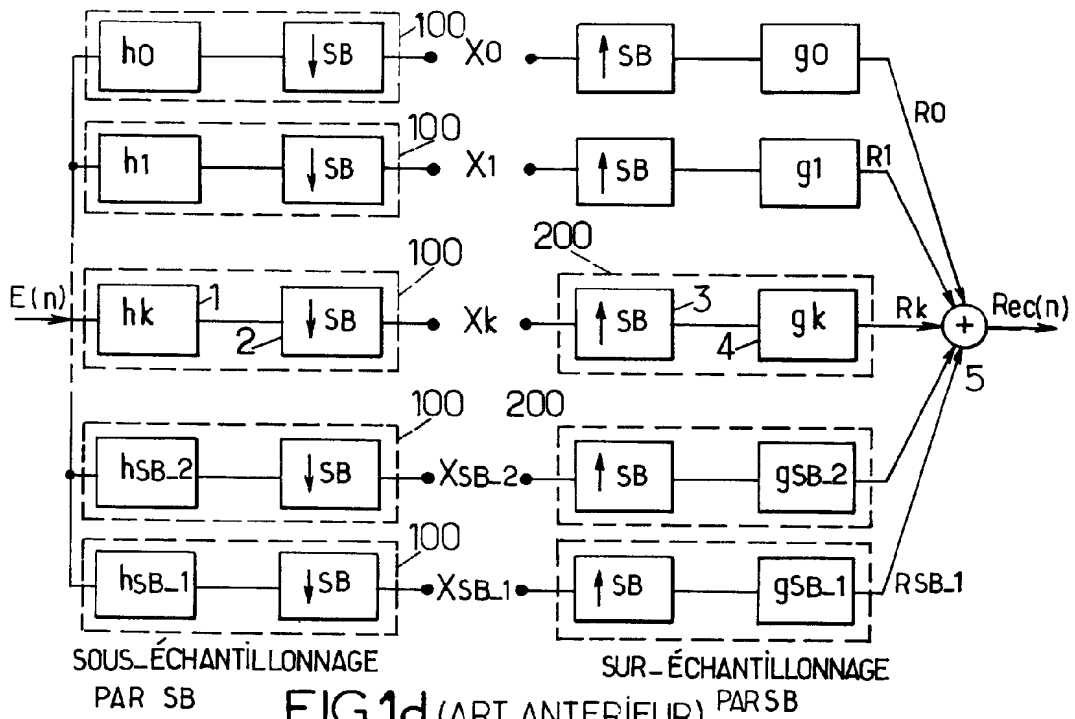 100
h0 ↓ SB X0 ↑ SB g0
R0
100
h1 ↓ SB X1 ↑ SB g1 R1
100 200
E(n) hk 1 2 ↓ SB Xk ↑ SB 3 4 gk Rk + Rec(n)
5
100 200
hSB_2 ↓ SB XSB_2 ↑ SB gSB_2
100
hSB_1 ↓ SB XSB_1 ↑ SB gSB_1 RSB_1
SOUS_ÉCHANTILLONNAGE
PAR SB
SUR_ÉCHANTILLONNAGE
PAR SB
FIG.1d (ART ANTERIEUR)